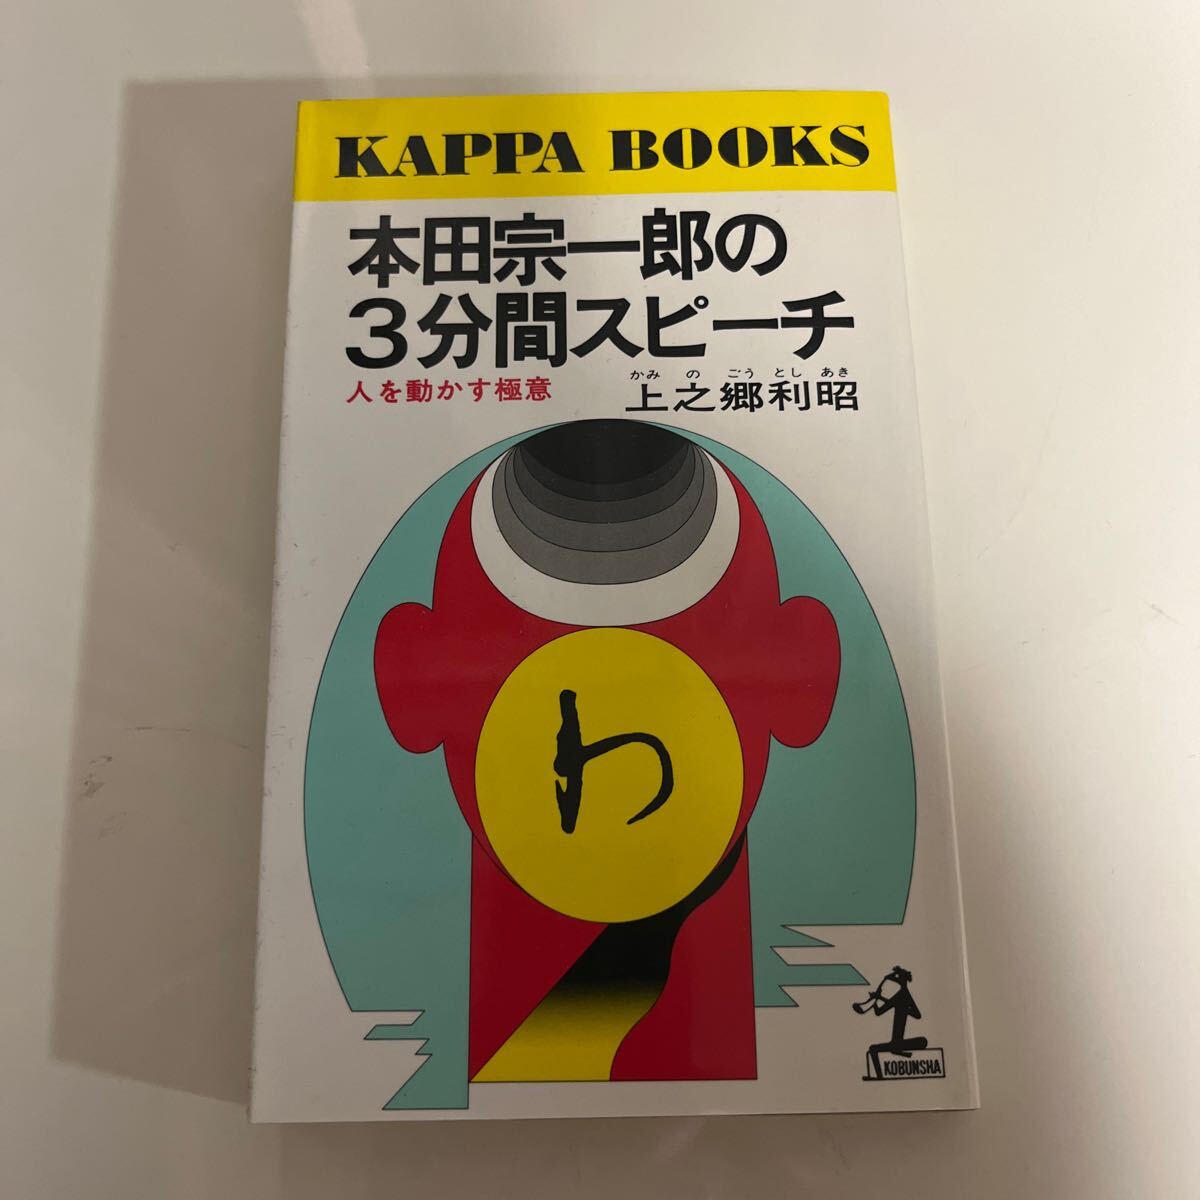 KAPPA BOOKS
本田宗一郎の
3分間スピーチ
人を動かす極意
かみ の ごう とし あき
上之郷利昭
わ
KOBUNSHA